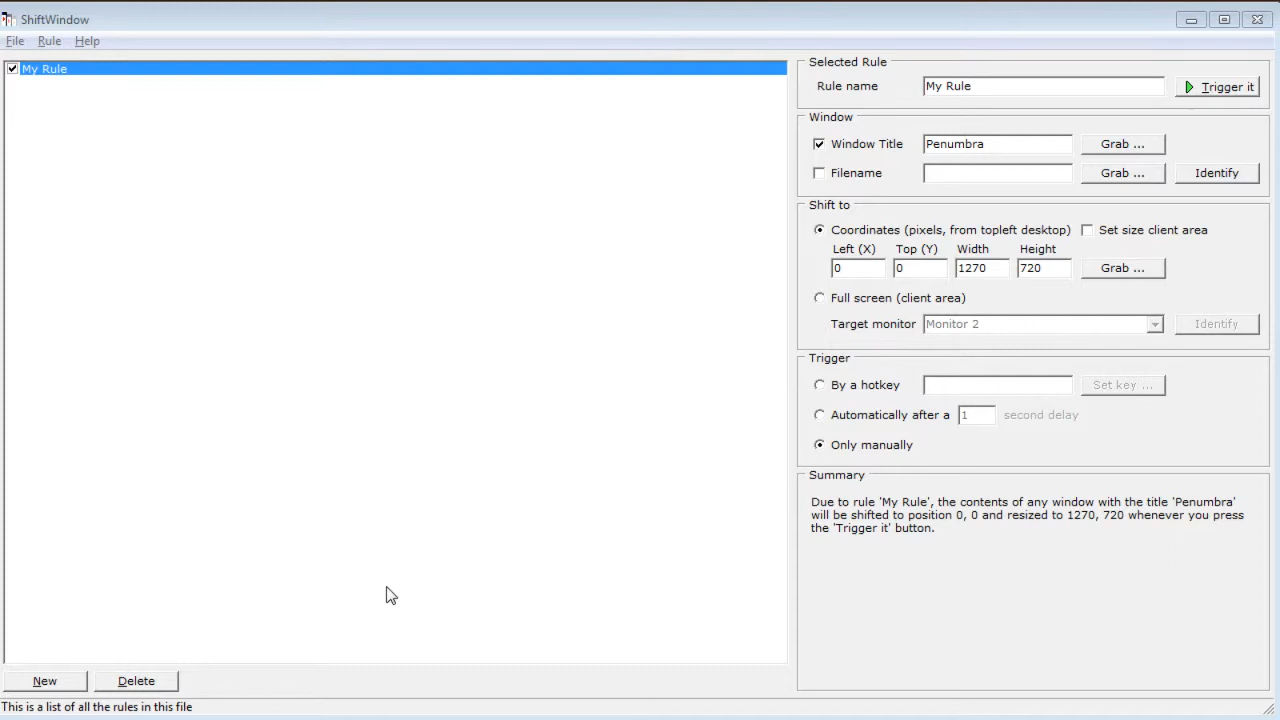 ShiftWindow
File Rule Help
My Rule
Selected Rule
Rule name My Rule Trigger it
Window
Window Title Penumbra Grab ...
Filename Grab ... Identify
Shift to
Coordinates (pixels, from topleft desktop) Set size client area
Left (X) Top (Y) Width Height
0 0 1270 720 Grab ...
Full screen (client area)
Target monitor Monitor 2 Identify
Trigger
By a hotkey Set key ...
Automatically after a 1 second delay
Only manually
Summary
Due to rule 'My Rule', the contents of any window with the title 'Penumbra'
will be shifted to position 0, 0 and resized to 1270, 720 whenever you press
the 'Trigger it' button.
New Delete
This is a list of all the rules in this file